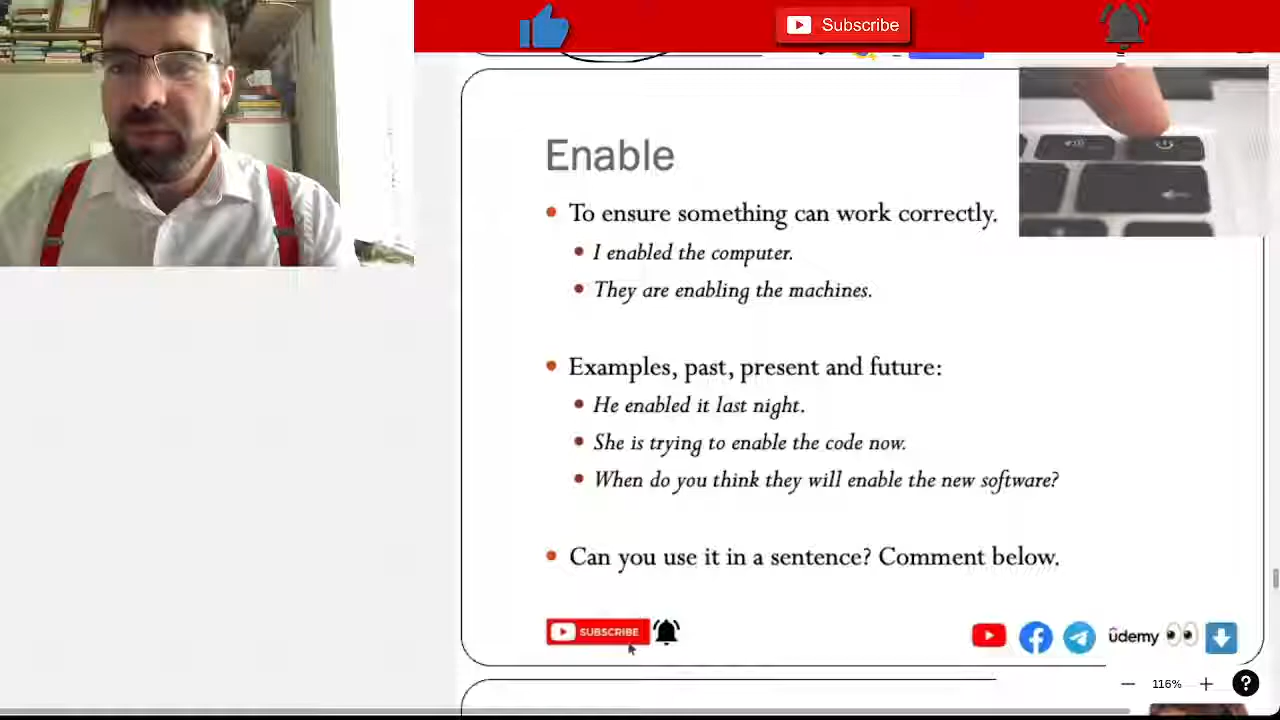 Subscribe
Enable
To ensure something can work correctly.
I enabled the computer.
They are enabling the machines.
Examples, past, present and future:
He enabled it last night.
She is trying to enable the code now.
When do you think they will enable the new software?
Can you use it in a sentence? Comment below.
SUBSCRIBE
ûdemy
116%